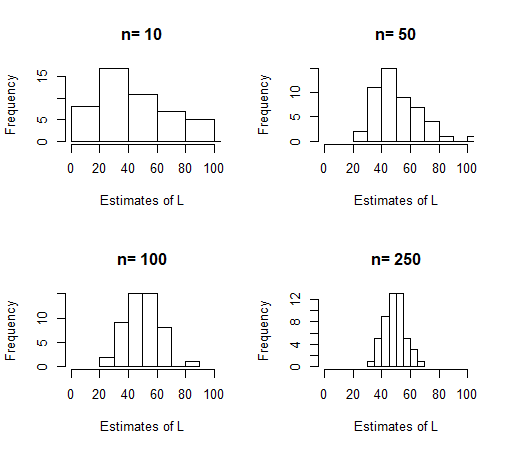 n= 10
Frequency
0 5 15
0 20 40 60 80 100
Estimates of L
n= 50
Frequency
0 5 10
0 20 40 60 80 100
Estimates of L
n= 100
Frequency
0 5 10
0 20 40 60 80 100
Estimates of L
n= 250
Frequency
0 4 8 12
0 20 40 60 80 100
Estimates of L